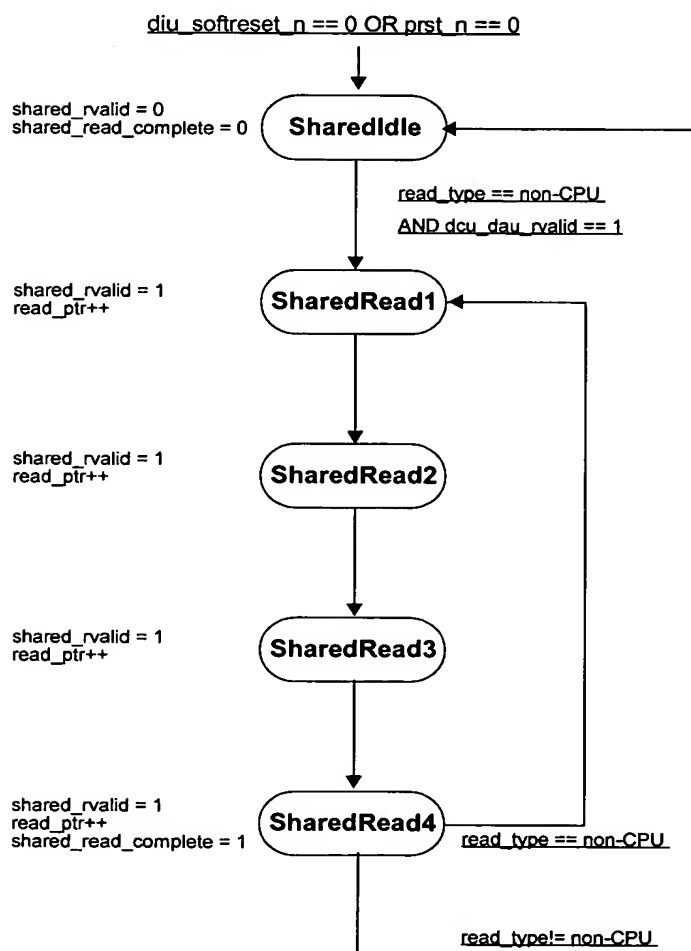 diu_softreset_n == 0 OR prst_n == 0
shared_rvalid = 0
shared_read_complete = 0
SharedIdle
read_type == non-CPU
AND dcu_dau_rvalid == 1
shared_rvalid = 1
read_ptr++
SharedRead1
shared_rvalid = 1
read_ptr++
SharedRead2
shared_rvalid = 1
read_ptr++
SharedRead3
shared_rvalid = 1
read_ptr++
shared_read_complete = 1
SharedRead4
read_type == non-CPU
read_type!= non-CPU